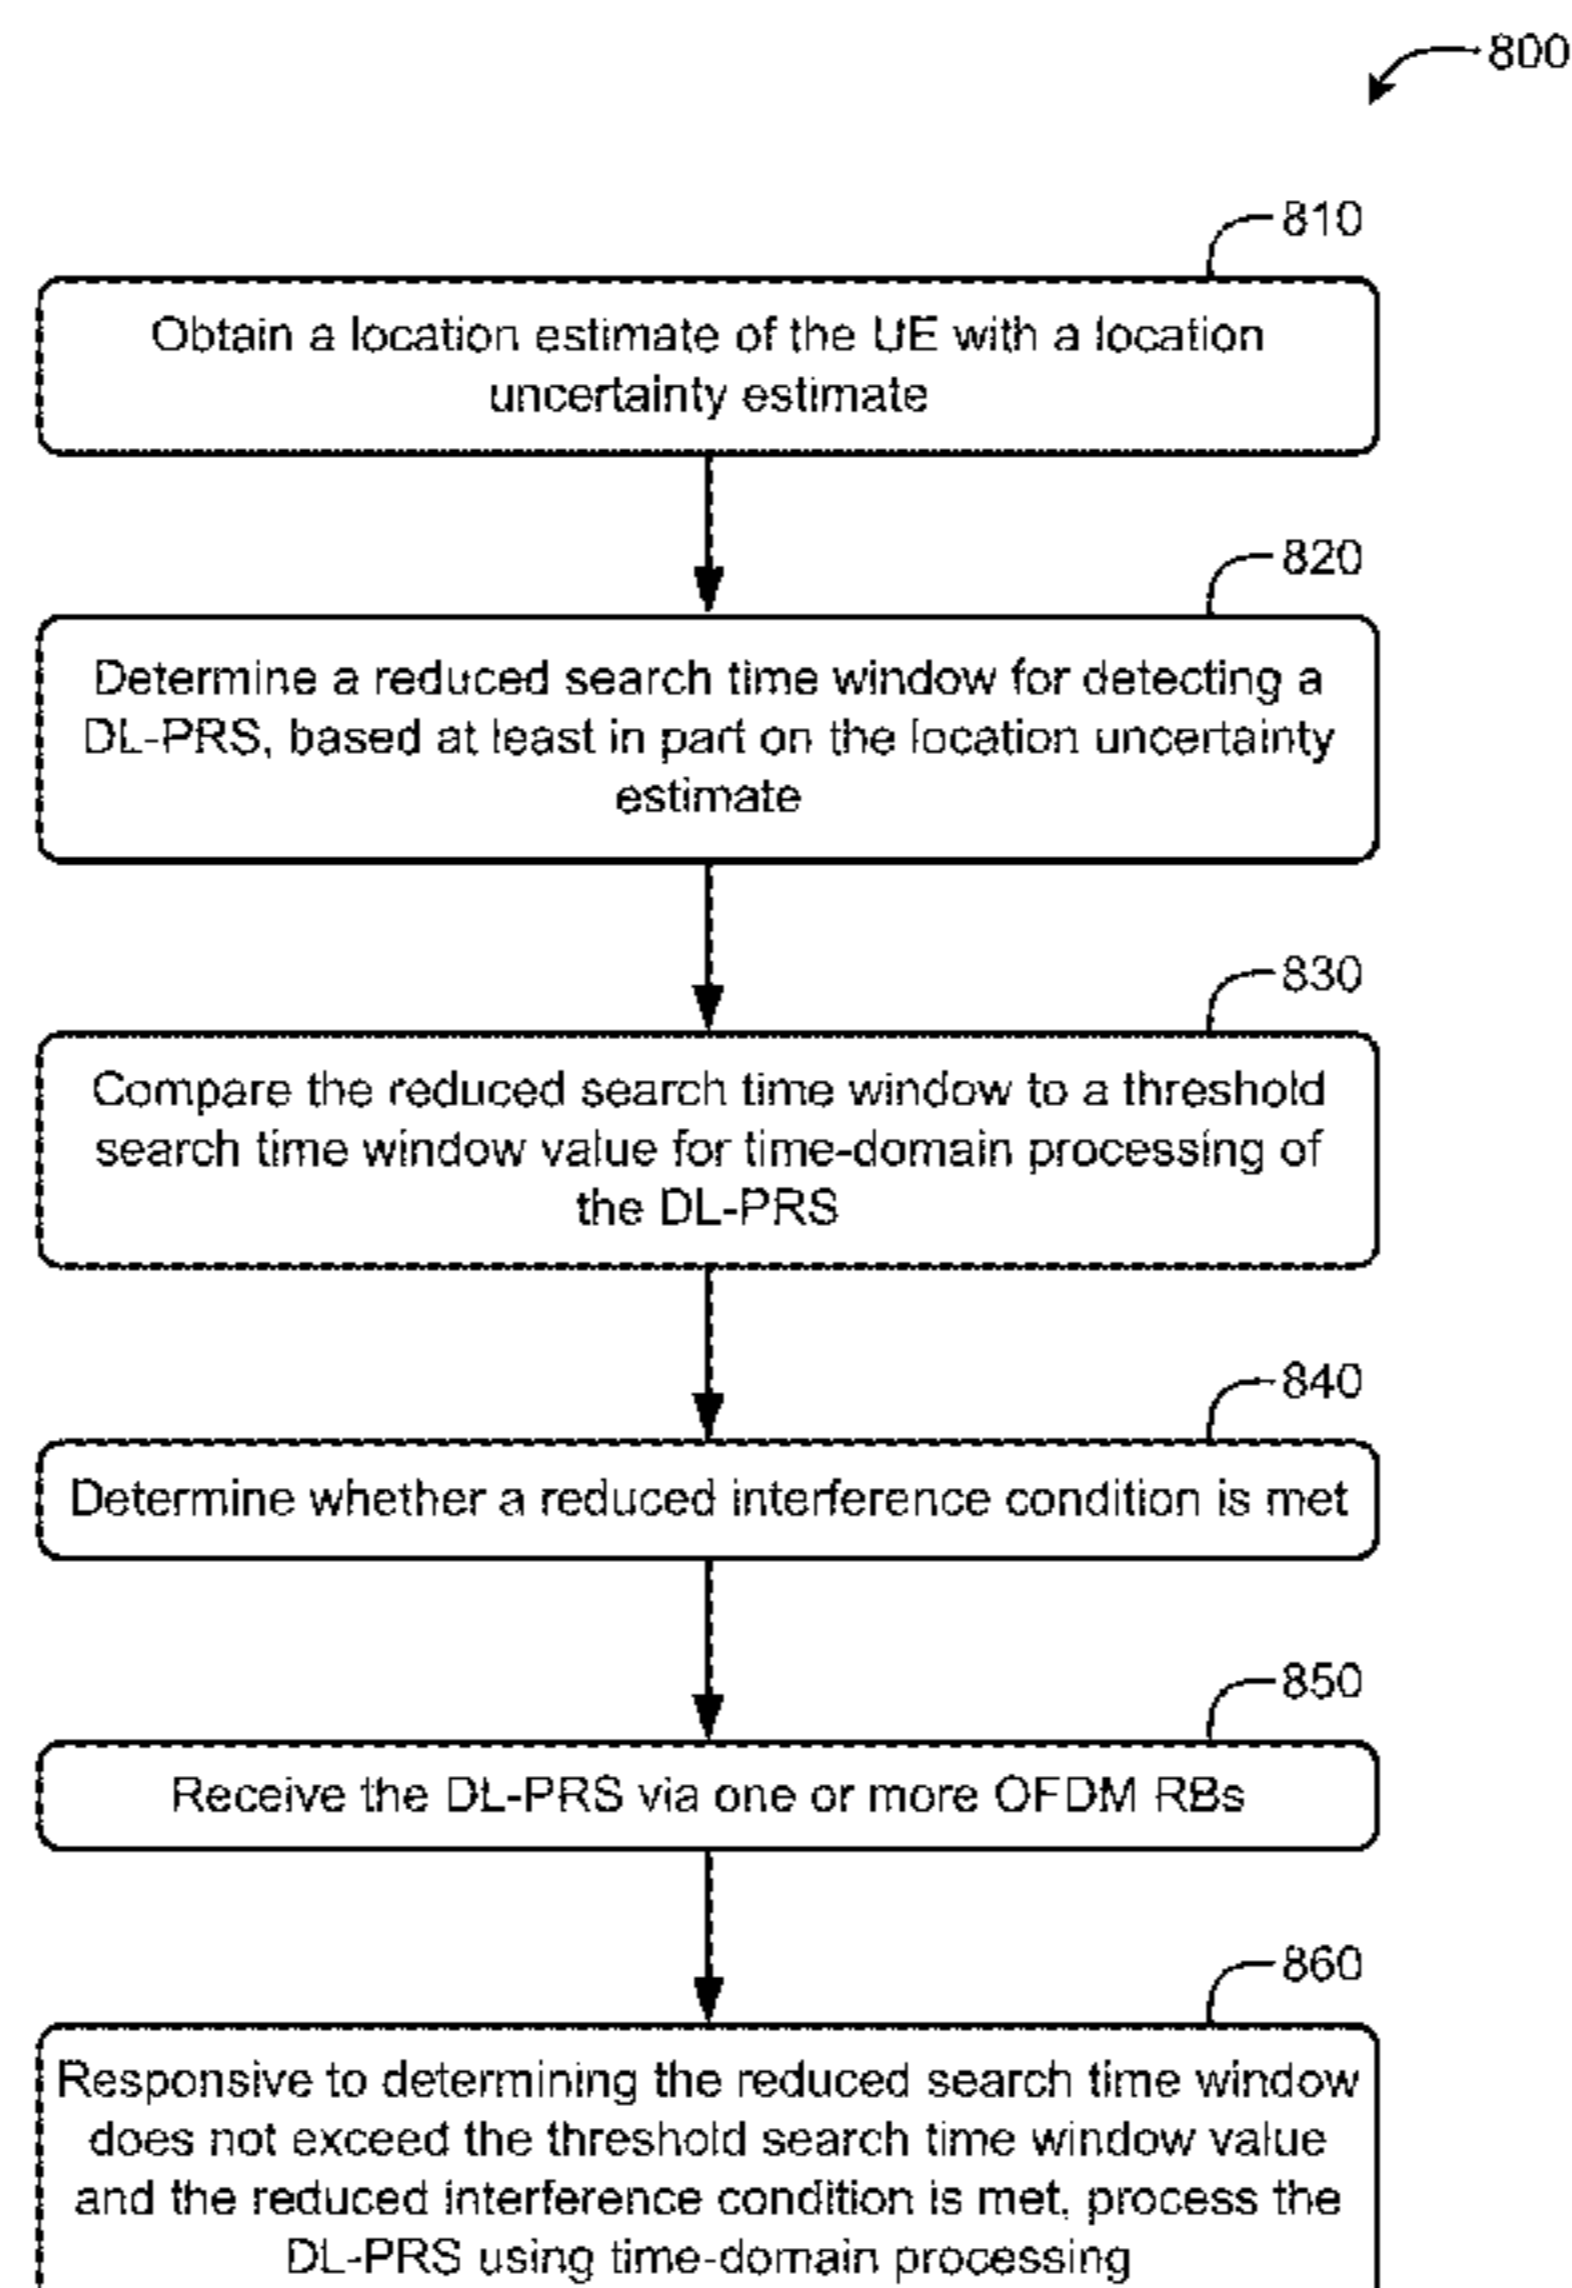 800
810
Obtain a location estimate of the UE with a location
uncertainty estimate
820
Determine a reduced search time window for detecting a
DL-PRS, based at least in part on the location uncertainty
estimate
830
Compare the reduced search time window to a threshold
search time window value for time-domain processing of
the DL-PRS
840
Determine whether a reduced interference condition is met
850
Receive the DL-PRS via one or more OFDM RBs
860
Responsive to determining the reduced search time window
does not exceed the threshold search time window value
and the reduced interference condition is met, process the
DL-PRS using time-domain processing